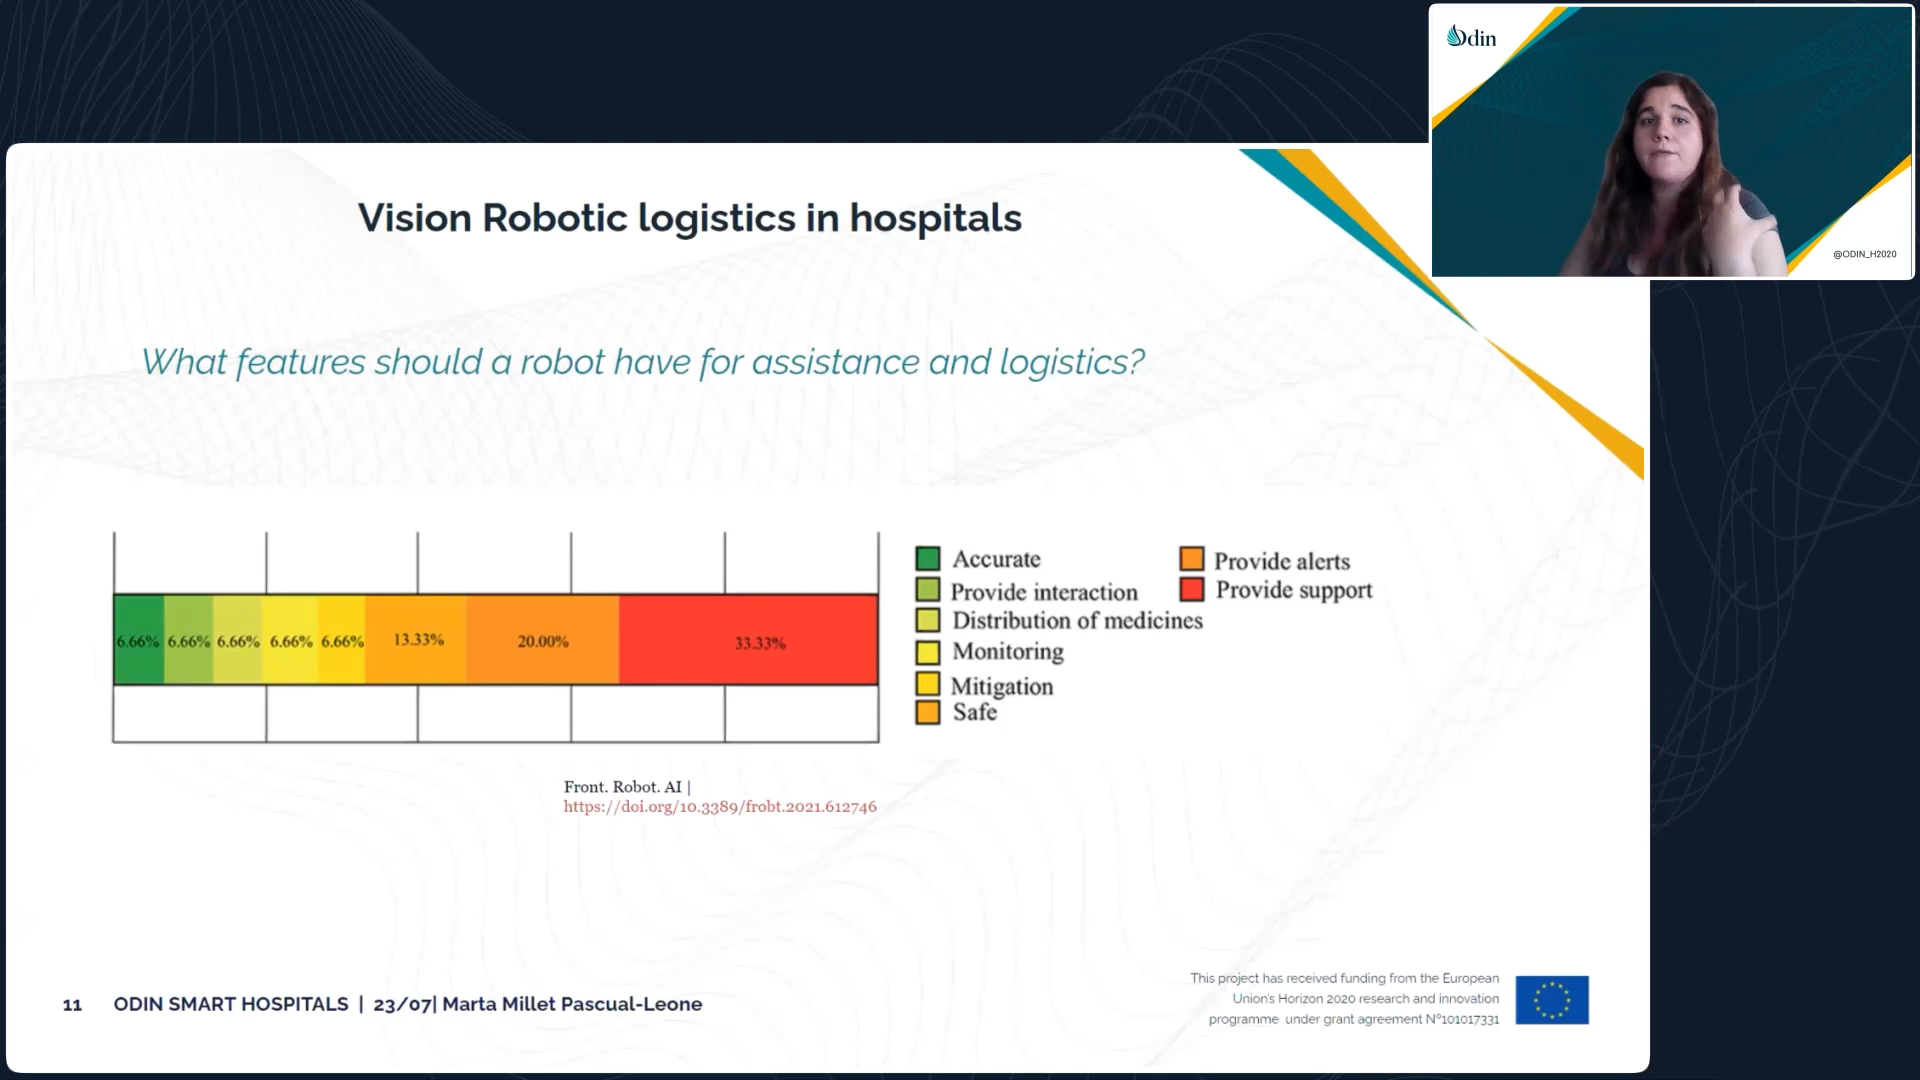 Odin
@ODIN_H2020
Vision Robotic logistics in hospitals
What features should a robot have for assistance and logistics?
6.66% 6.66% 6.66% 6.66% 6.66% 13.33% 20.00% 33.33%
Accurate
Provide interaction
Distribution of medicines
Monitoring
Mitigation
Safe
Provide alerts
Provide support
Front. Robot. AI |
https://doi.org/10.3389/frobt.2021.612746
11 ODIN SMART HOSPITALS | 23/07| Marta Millet Pascual-Leone
This project has received funding from the European
Union's Horizon 2020 research and innovation
programme under grant agreement Nº101017331